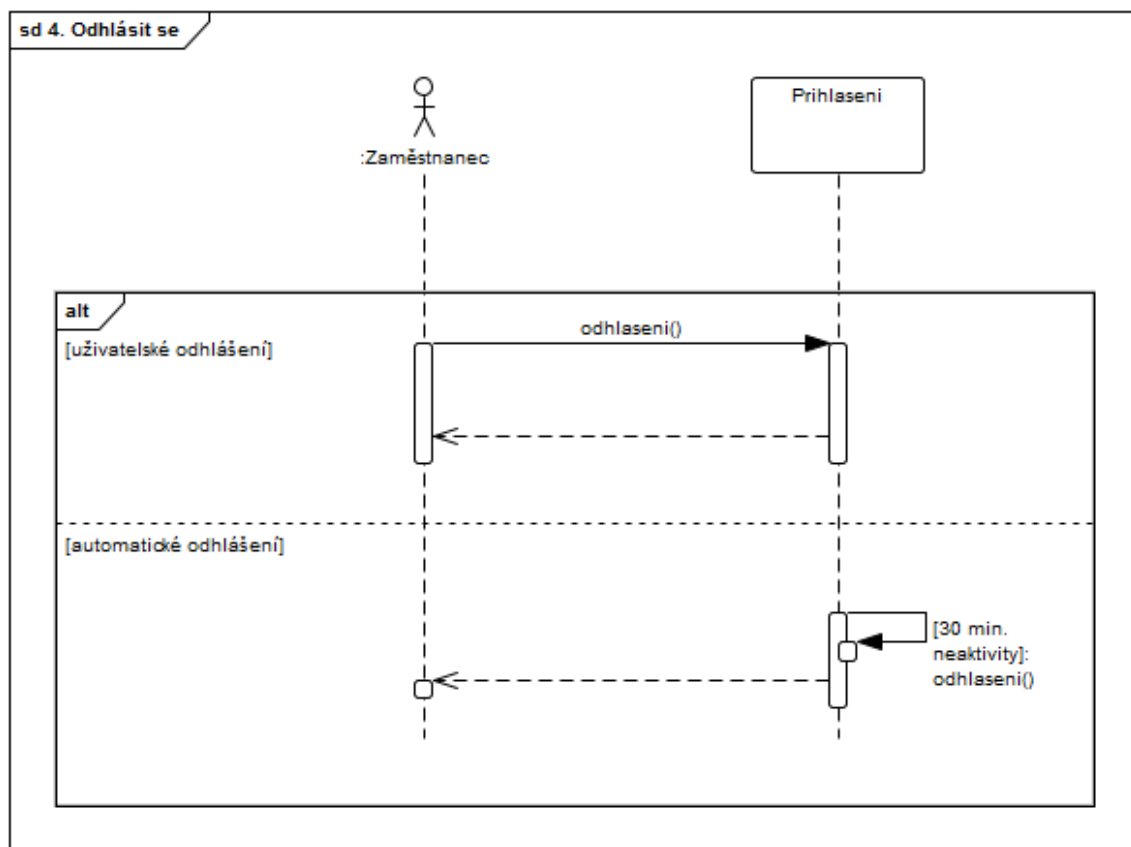 sd 4. Odhlásit se
Prihlaseni
:Zaměstnanec
alt
odhlaseni()
[uživatelské odhlášení]
[automatické odhlášení]
[30 min.
neaktivity]:
odhlaseni()